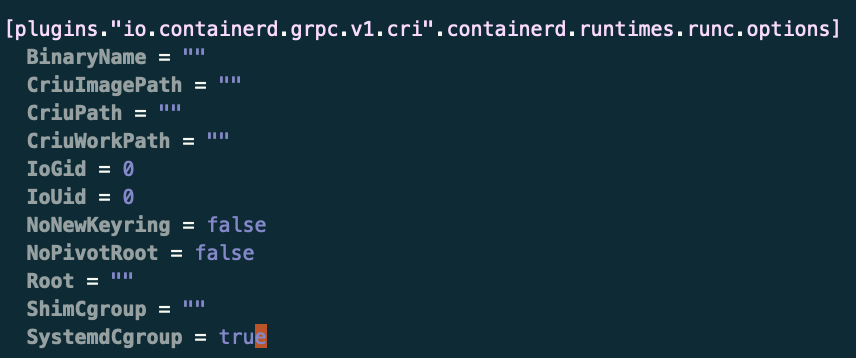 [plugins."io.containerd.grpc.v1.cri".containerd.runtimes.runc.options]
  BinaryName = ""
  CriuImagePath = ""
  CriuPath = ""
  CriuWorkPath = ""
  IoGid = 0
  IoUid = 0
  NoNewKeyring = false
  NoPivotRoot = false
  Root = ""
  ShimCgroup = ""
  SystemdCgroup = true